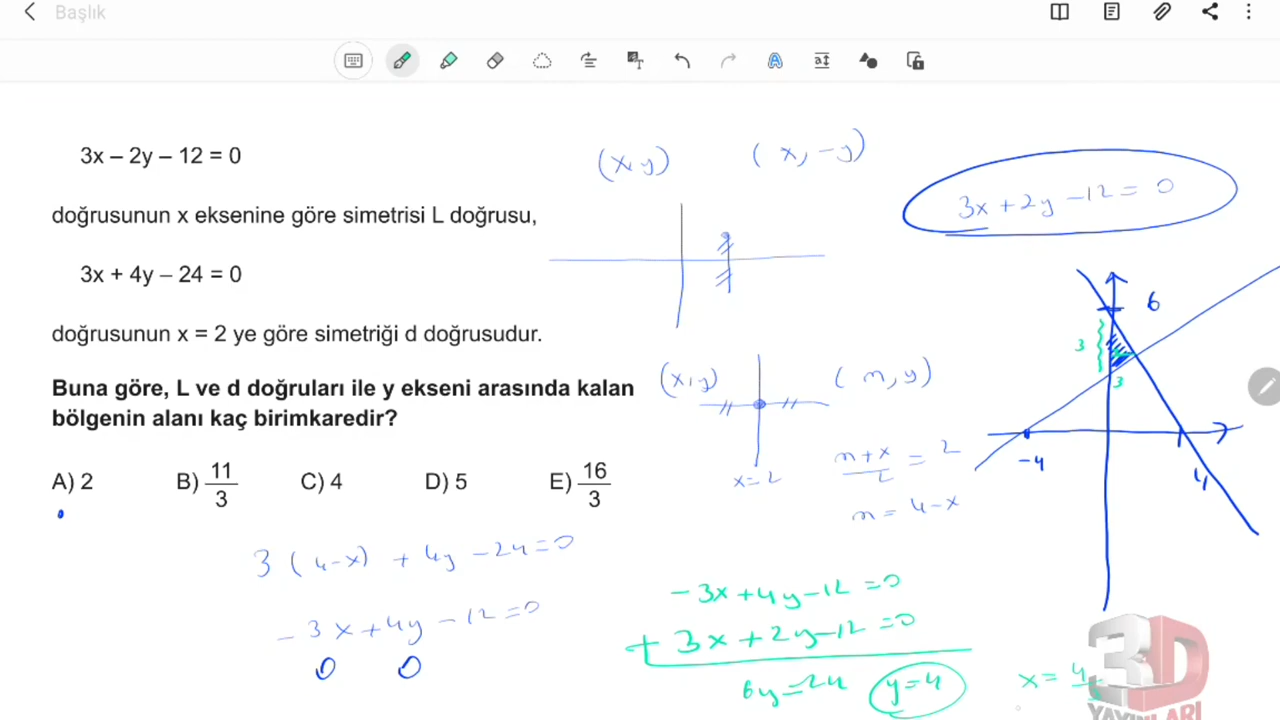 Başlık
3x – 2y – 12 = 0
doğrusunun x eksenine göre simetrisi L doğrusu,
3x + 4y – 24 = 0
doğrusunun x = 2 ye göre simetriği d doğrusudur.
Buna göre, L ve d doğruları ile y ekseni arasında kalan
bölgenin alanı kaç birimkaredir?
A) 2 B) 11/3 C) 4 D) 5 E) 16/3
3 (4-x) + 4y - 24 = 0
- 3x + 4y - 12 = 0
0 0
(x,y) (x, -y)
(x,y) (n, y)
x=2
n+x/2 = 2
n = 4-x
3x + 2y - 12 = 0
6
3
3
-4
4
-3x + 4y - 12 = 0
+ 3x + 2y - 12 = 0
6y = 24 y = 4
x = 4/3
3D
YAYINLARI